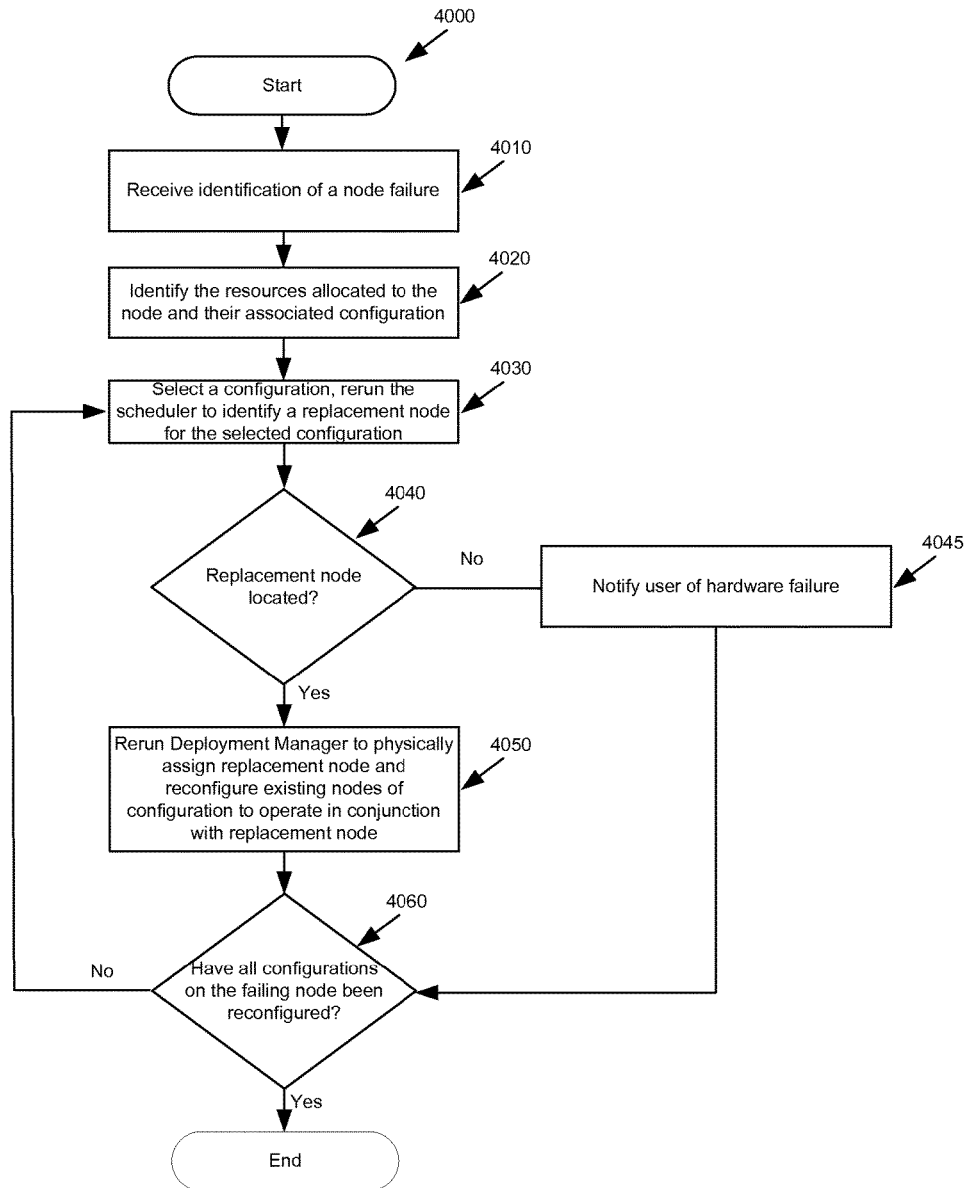 4000
Start
4010
Receive identification of a node failure
4020
Identify the resources allocated to the
node and their associated configuration
4030
Select a configuration, rerun the
scheduler to identify a replacement node
for the selected configuration
4040
Replacement node
located?
No
4045
Notify user of hardware failure
Yes
Rerun Deployment Manager to physically
assign replacement node and
reconfigure existing nodes of
configuration to operate in conjunction
with replacement node
4050
4060
Have all configurations
on the failing node been
reconfigured?
No
Yes
End